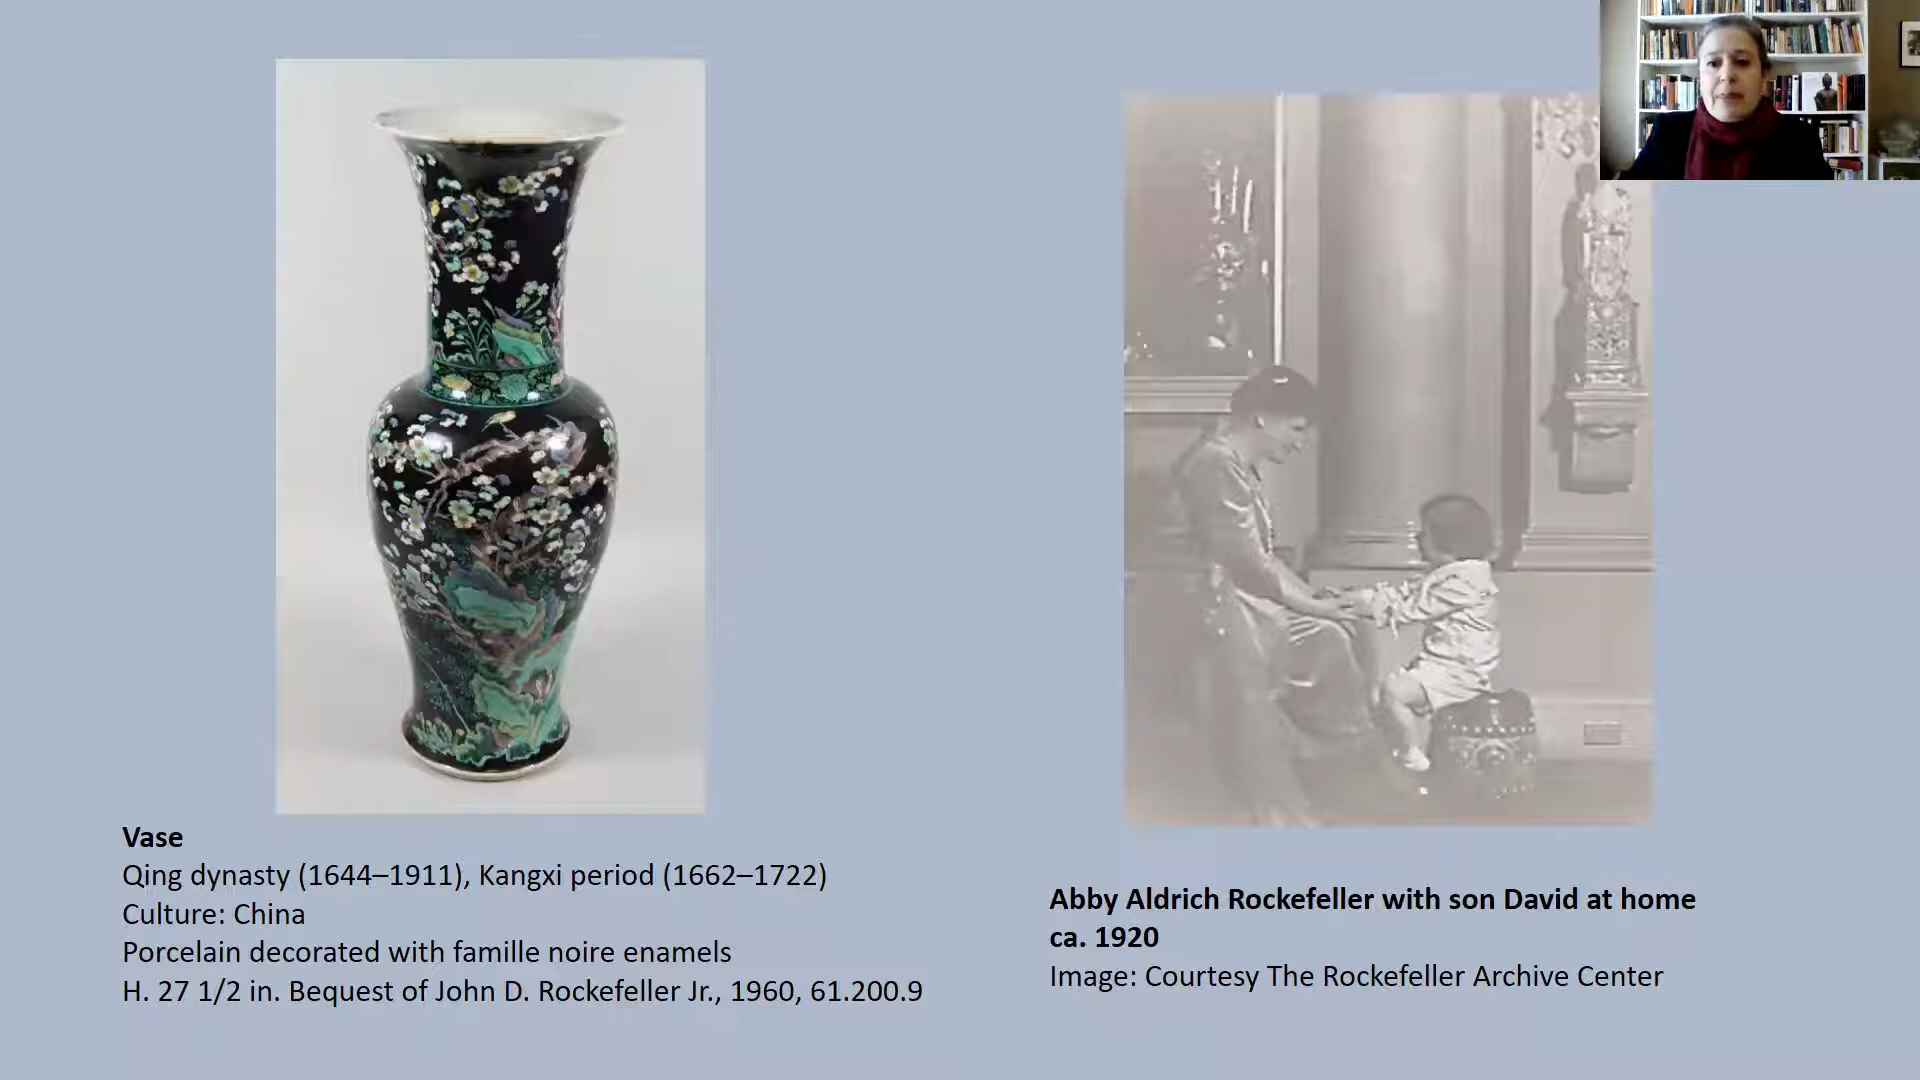 Vase
Qing dynasty (1644–1911), Kangxi period (1662–1722)
Culture: China
Porcelain decorated with famille noire enamels
H. 27 1/2 in. Bequest of John D. Rockefeller Jr., 1960, 61.200.9
Abby Aldrich Rockefeller with son David at home
ca. 1920
Image: Courtesy The Rockefeller Archive Center